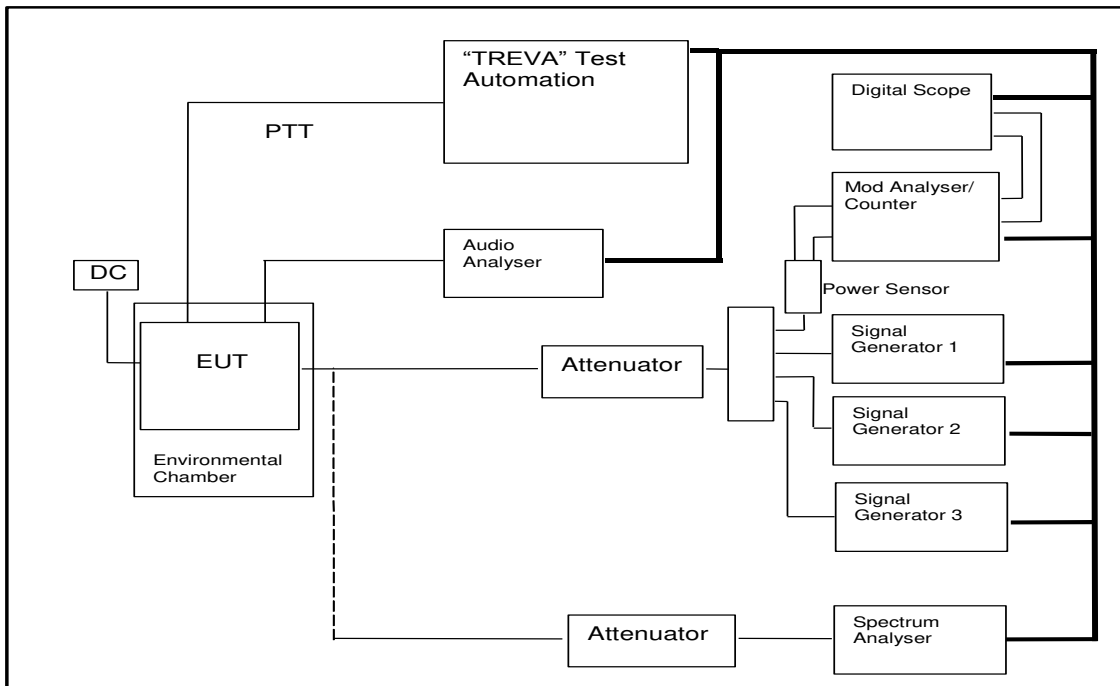 “TREVA” Test
Automation
Digital Scope
PTT
Mod Analyser/
Counter
Audio
Analyser
DC
Power Sensor
EUT
Attenuator
Signal
Generator 1
Signal
Generator 2
Environmental
Chamber
Signal
Generator 3
Attenuator
Spectrum
Analyser